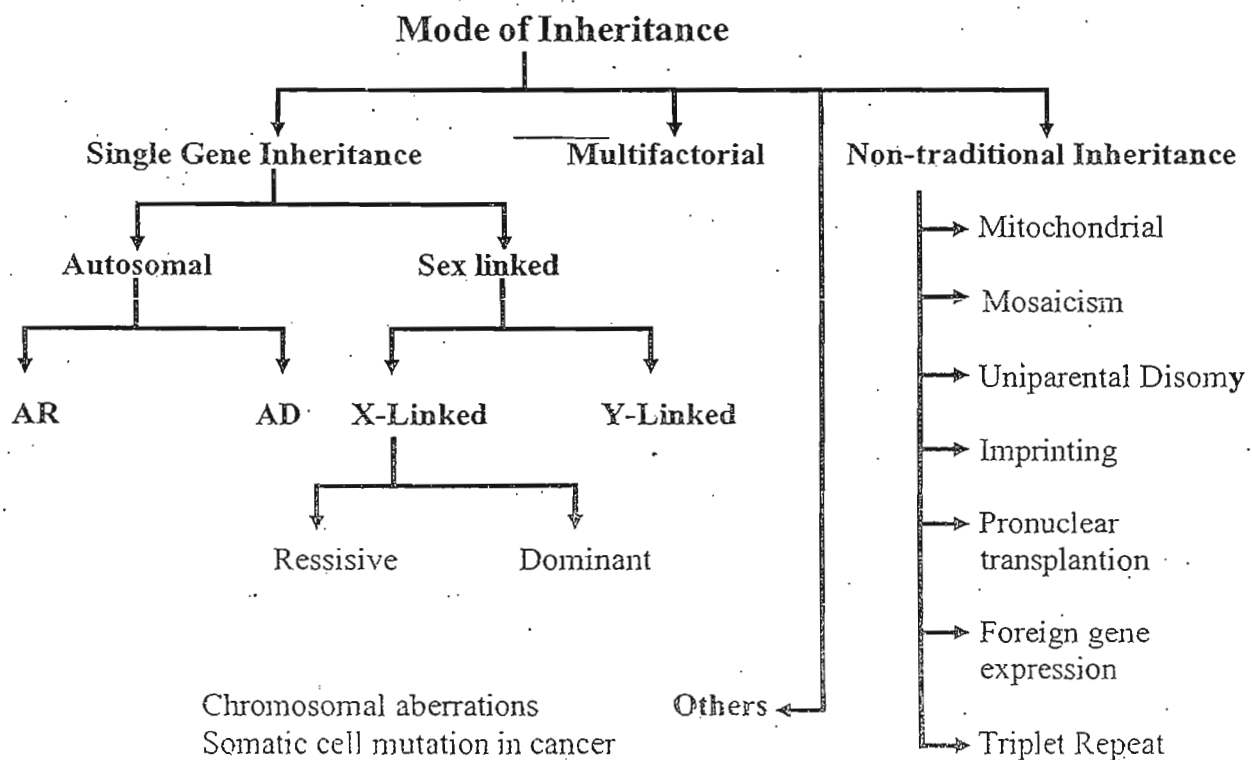 Mode of Inheritance
Single Gene Inheritance
Multifactorial
Non-traditional Inheritance
Autosomal
Sex linked
AR
AD
X-Linked
Y-Linked
Ressisive
Dominant
Mitochondrial
Mosaicism
Uniparental Disomy
Imprinting
Pronuclear
transplantion
Foreign gene
expression
Triplet Repeat
Others
Chromosomal aberrations
Somatic cell mutation in cancer